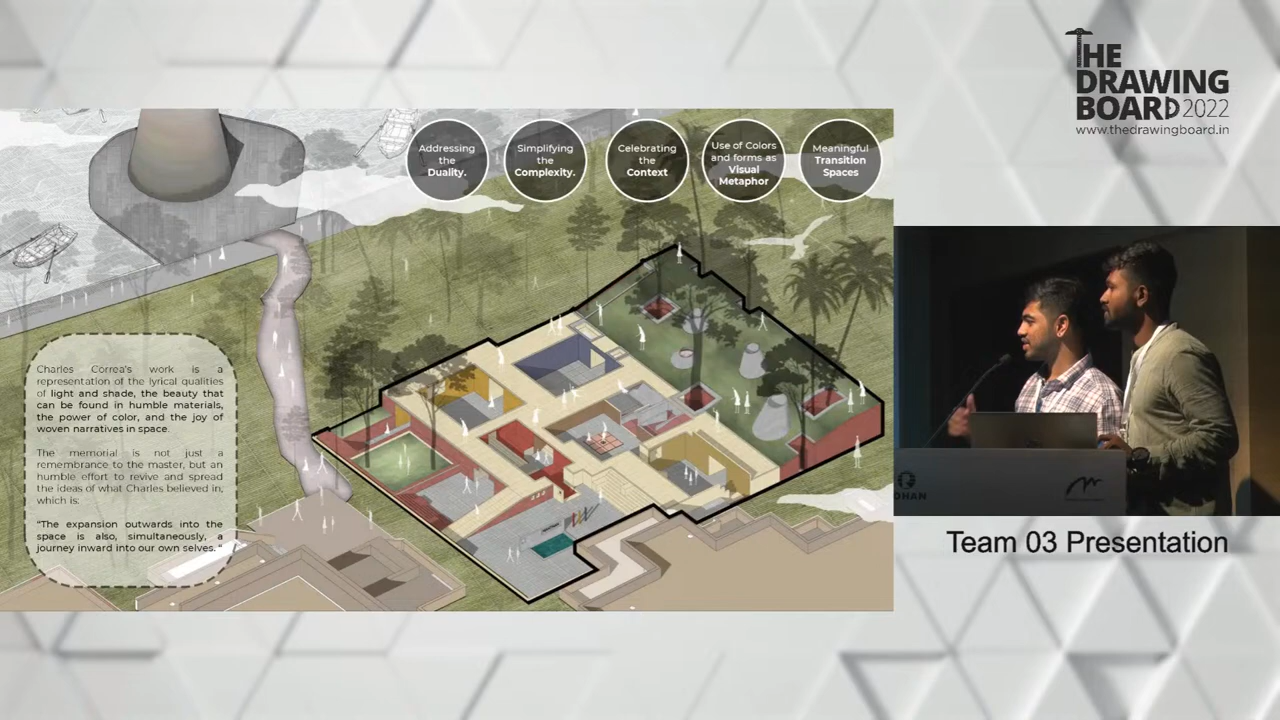 THE
DRAWING
BOARD 2022
www.thedrawingboard.in
Addressing
the
Duality.
Simplifying
the
Complexity.
Celebrating
the
Context
Use of Colors
and forms as
Visual
Metaphor
Meaningful
Transition
Spaces
Charles Correa's work is a
representation of the lyrical qualities
of light and shade, the beauty that
can be found in humble materials,
the power of color, and the joy of
woven narratives in space.
The memorial is not just a
remembrance to the master, but an
humble effort to revive and spread
the ideas of what Charles believed in,
which is:
"The expansion outwards into the
space is also, simultaneously, a
journey inward into our own selves."
Team 03 Presentation